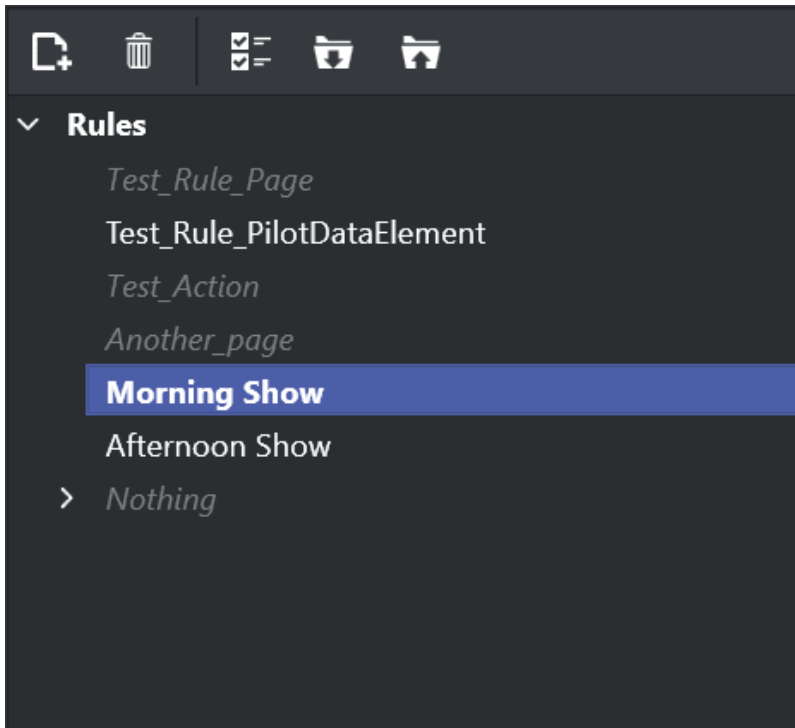 Rules
Test_Rule_Page
Test_Rule_PilotDataElement
Test_Action
Another_page
Morning Show
Afternoon Show
Nothing